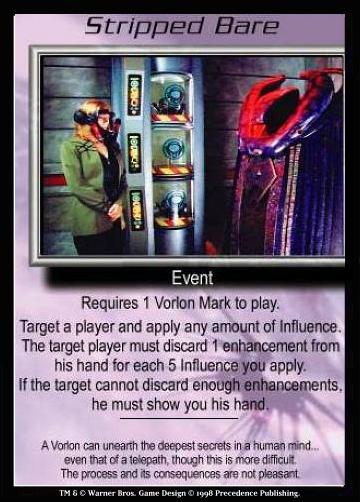 Stripped Bare
Event
Requires 1 Vorlon Mark to play.
Target a player and apply any amount of Influence.
The target player must discard 1 enhancement from
his hand for each 5 Influence you apply.
If the target cannot discard enough enhancements,
he must show you his hand.
A Vorlon can unearth the deepest secrets in a human mind...
even that of a telepath, though this is more difficult.
The process and its consequences are not pleasant.
TM & © Warner Bros. Game Design © 1998 Precedence Publishing.